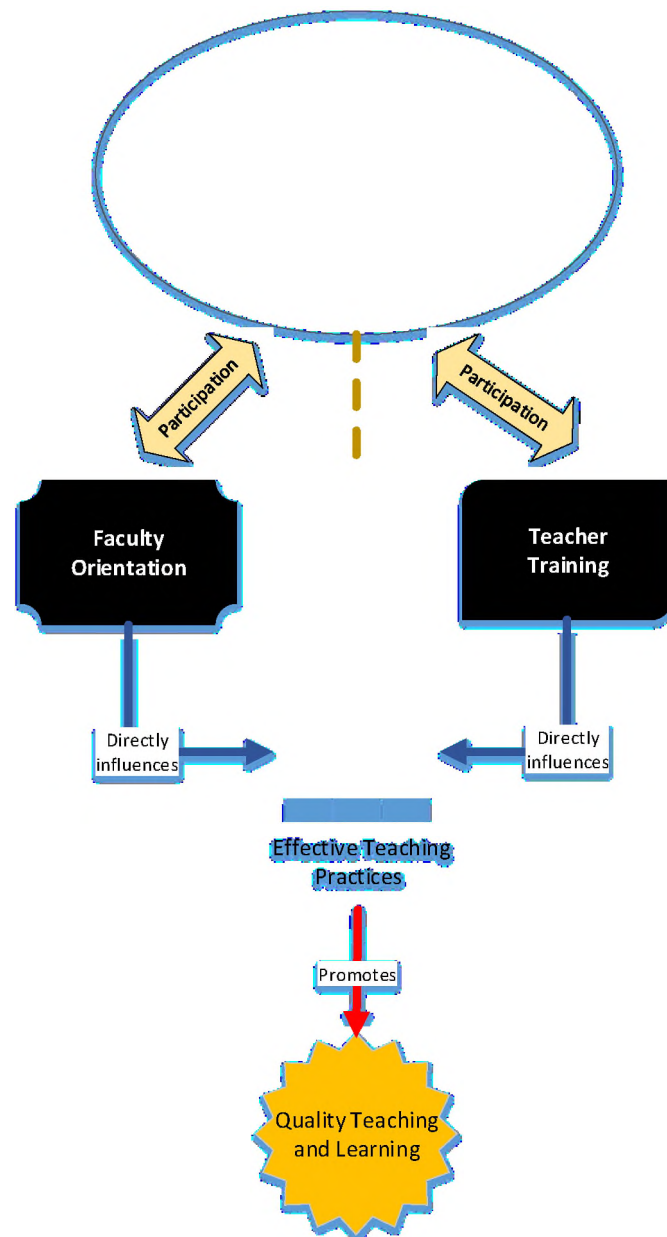 Participation
Participation
Faculty
Orientation
Teacher
Training
Directly
influences
Directly
influences
Effective Teaching
Practices
Promotes
Quality Teaching
and Learning